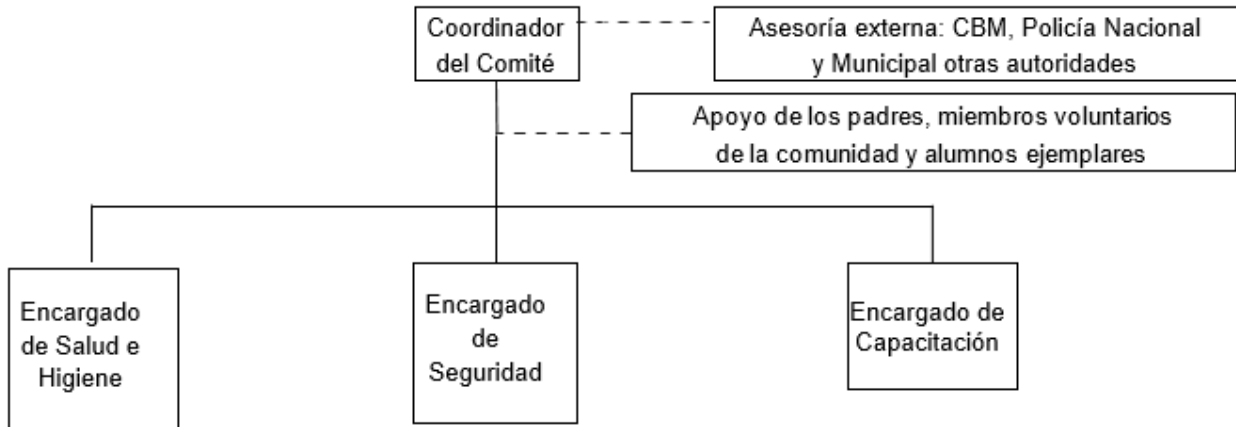 Coordinador
del Comité
Asesoría externa: CBM, Policía Nacional
y Municipal otras autoridades
Apoyo de los padres, miembros voluntarios
de la comunidad y alumnos ejemplares
Encargado
de Salud e
Higiene
Encargado
de
Seguridad
Encargado de
Capacitación